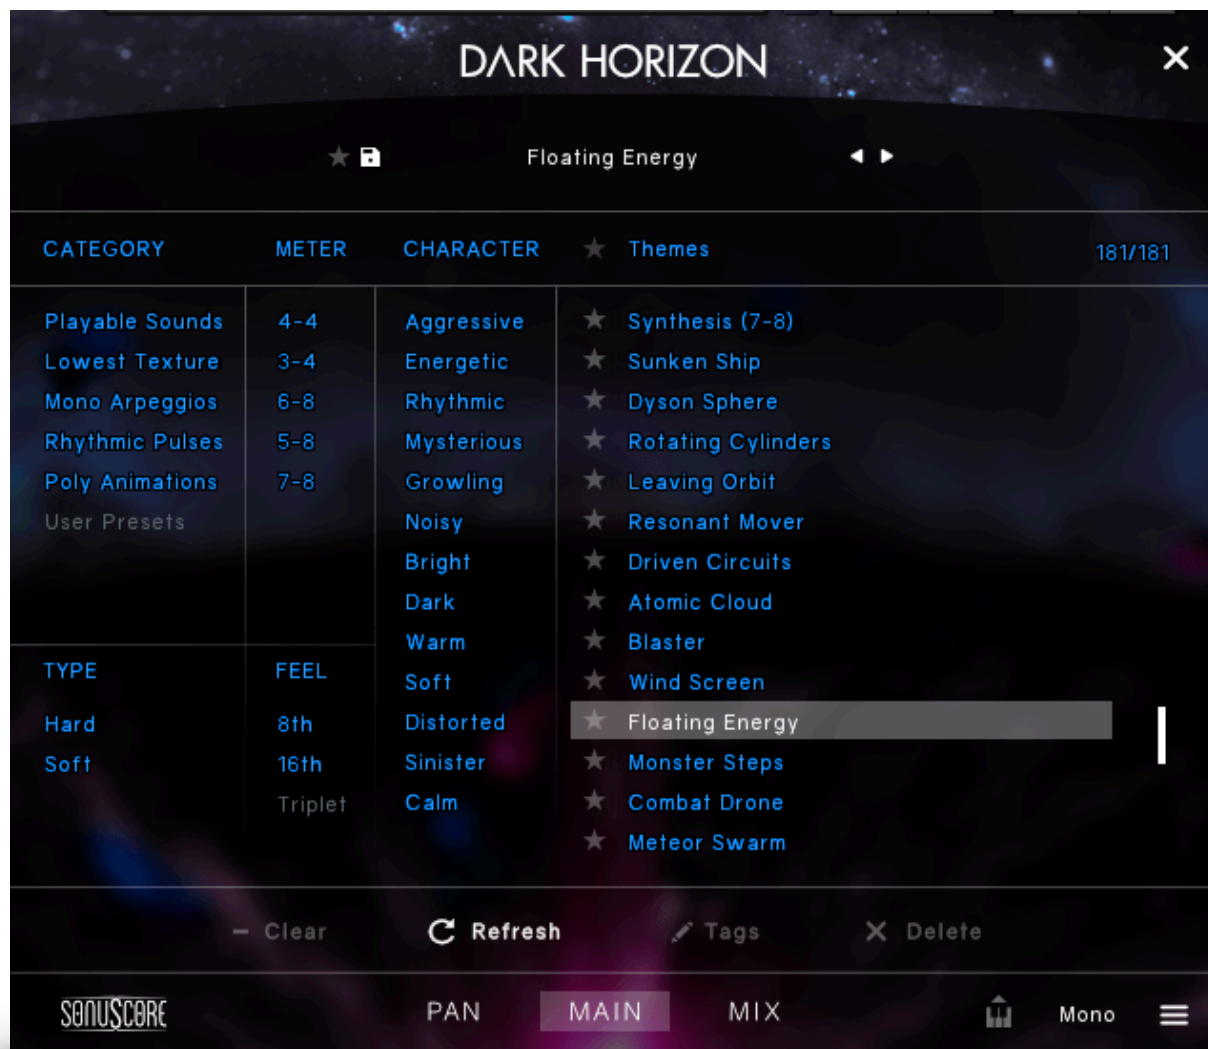 DARK HORIZON
Floating Energy
CATEGORY METER CHARACTER Themes 181/181
Playable Sounds 4-4 Aggressive Synthesis (7-8)
Lowest Texture 3-4 Energetic Sunken Ship
Mono Arpeggios 6-8 Rhythmic Dyson Sphere
Rhythmic Pulses 5-8 Mysterious Rotating Cylinders
Poly Animations 7-8 Growling Leaving Orbit
User Presets Noisy Resonant Mover
Bright Driven Circuits
Dark Atomic Cloud
Warm Blaster
TYPE FEEL Soft Wind Screen
Hard 8th Distorted Floating Energy
Soft 16th Sinister Monster Steps
Triplet Calm Combat Drone
Meteor Swarm
Clear Refresh Tags Delete
SONUSCORE PAN MAIN MIX Mono